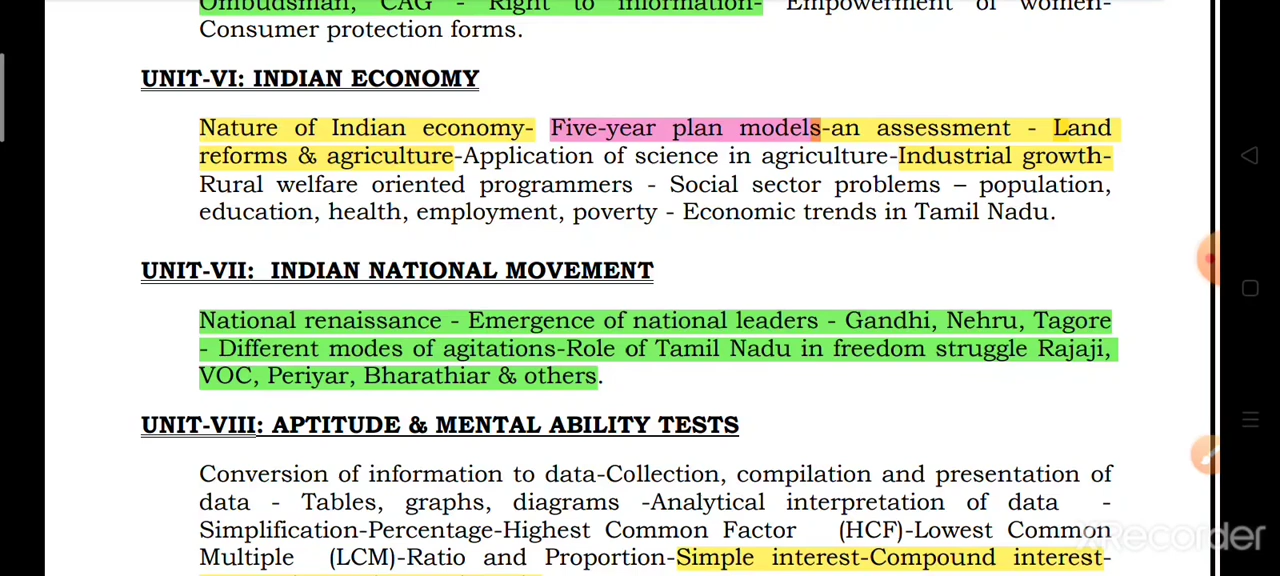 Ombudsman, CAG - Right to information- Empowerment of women-
Consumer protection forms.
UNIT-VI: INDIAN ECONOMY
Nature of Indian economy- Five-year plan models-an assessment - Land
reforms & agriculture-Application of science in agriculture-Industrial growth-
Rural welfare oriented programmers - Social sector problems – population,
education, health, employment, poverty - Economic trends in Tamil Nadu.
UNIT-VII: INDIAN NATIONAL MOVEMENT
National renaissance - Emergence of national leaders - Gandhi, Nehru, Tagore
- Different modes of agitations-Role of Tamil Nadu in freedom struggle Rajaji,
VOC, Periyar, Bharathiar & others.
UNIT-VIII: APTITUDE & MENTAL ABILITY TESTS
Conversion of information to data-Collection, compilation and presentation of
data - Tables, graphs, diagrams -Analytical interpretation of data -
Simplification-Percentage-Highest Common Factor (HCF)-Lowest Common
Multiple (LCM)-Ratio and Proportion-Simple interest-Compound interest-
XRecorder